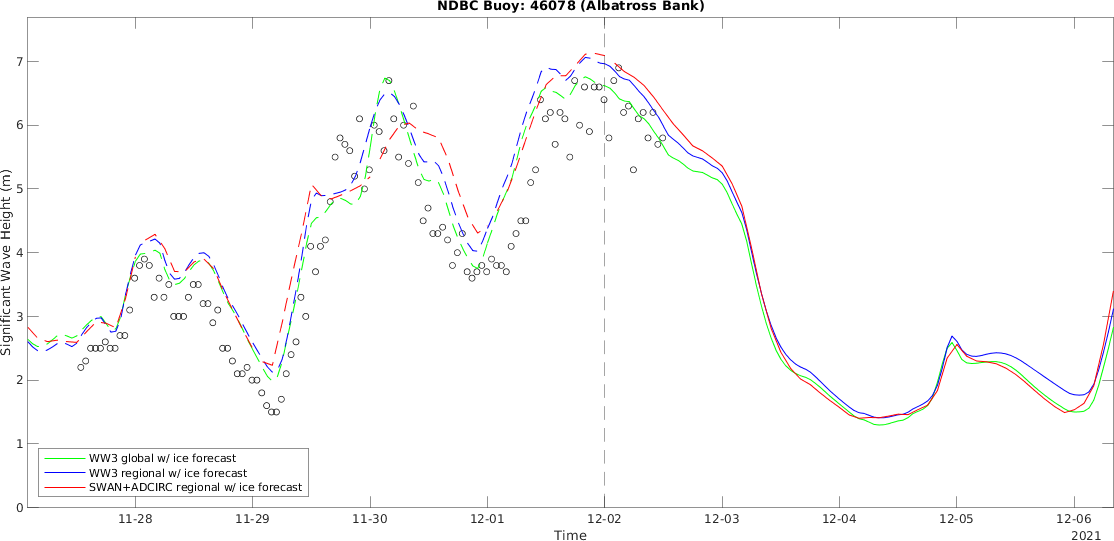 NDBC Buoy: 46078 (Albatross Bank)
Significant Wave Height (m)
7
6
5
4
3
2
1
0
WW3 global w/ ice forecast
WW3 regional w/ ice forecast
SWAN+ADCIRC regional w/ ice forecast
11-28 11-29 11-30 12-01 12-02 12-03 12-04 12-05 12-06
Time
2021